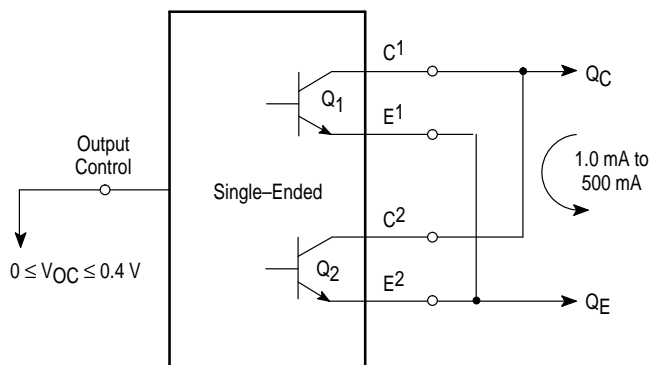 C1
Q1
E1
QC
Output
Control
Single–Ended
1.0 mA to
500 mA
C2
0 ≤ VOC ≤ 0.4 V
Q2
E2
QE